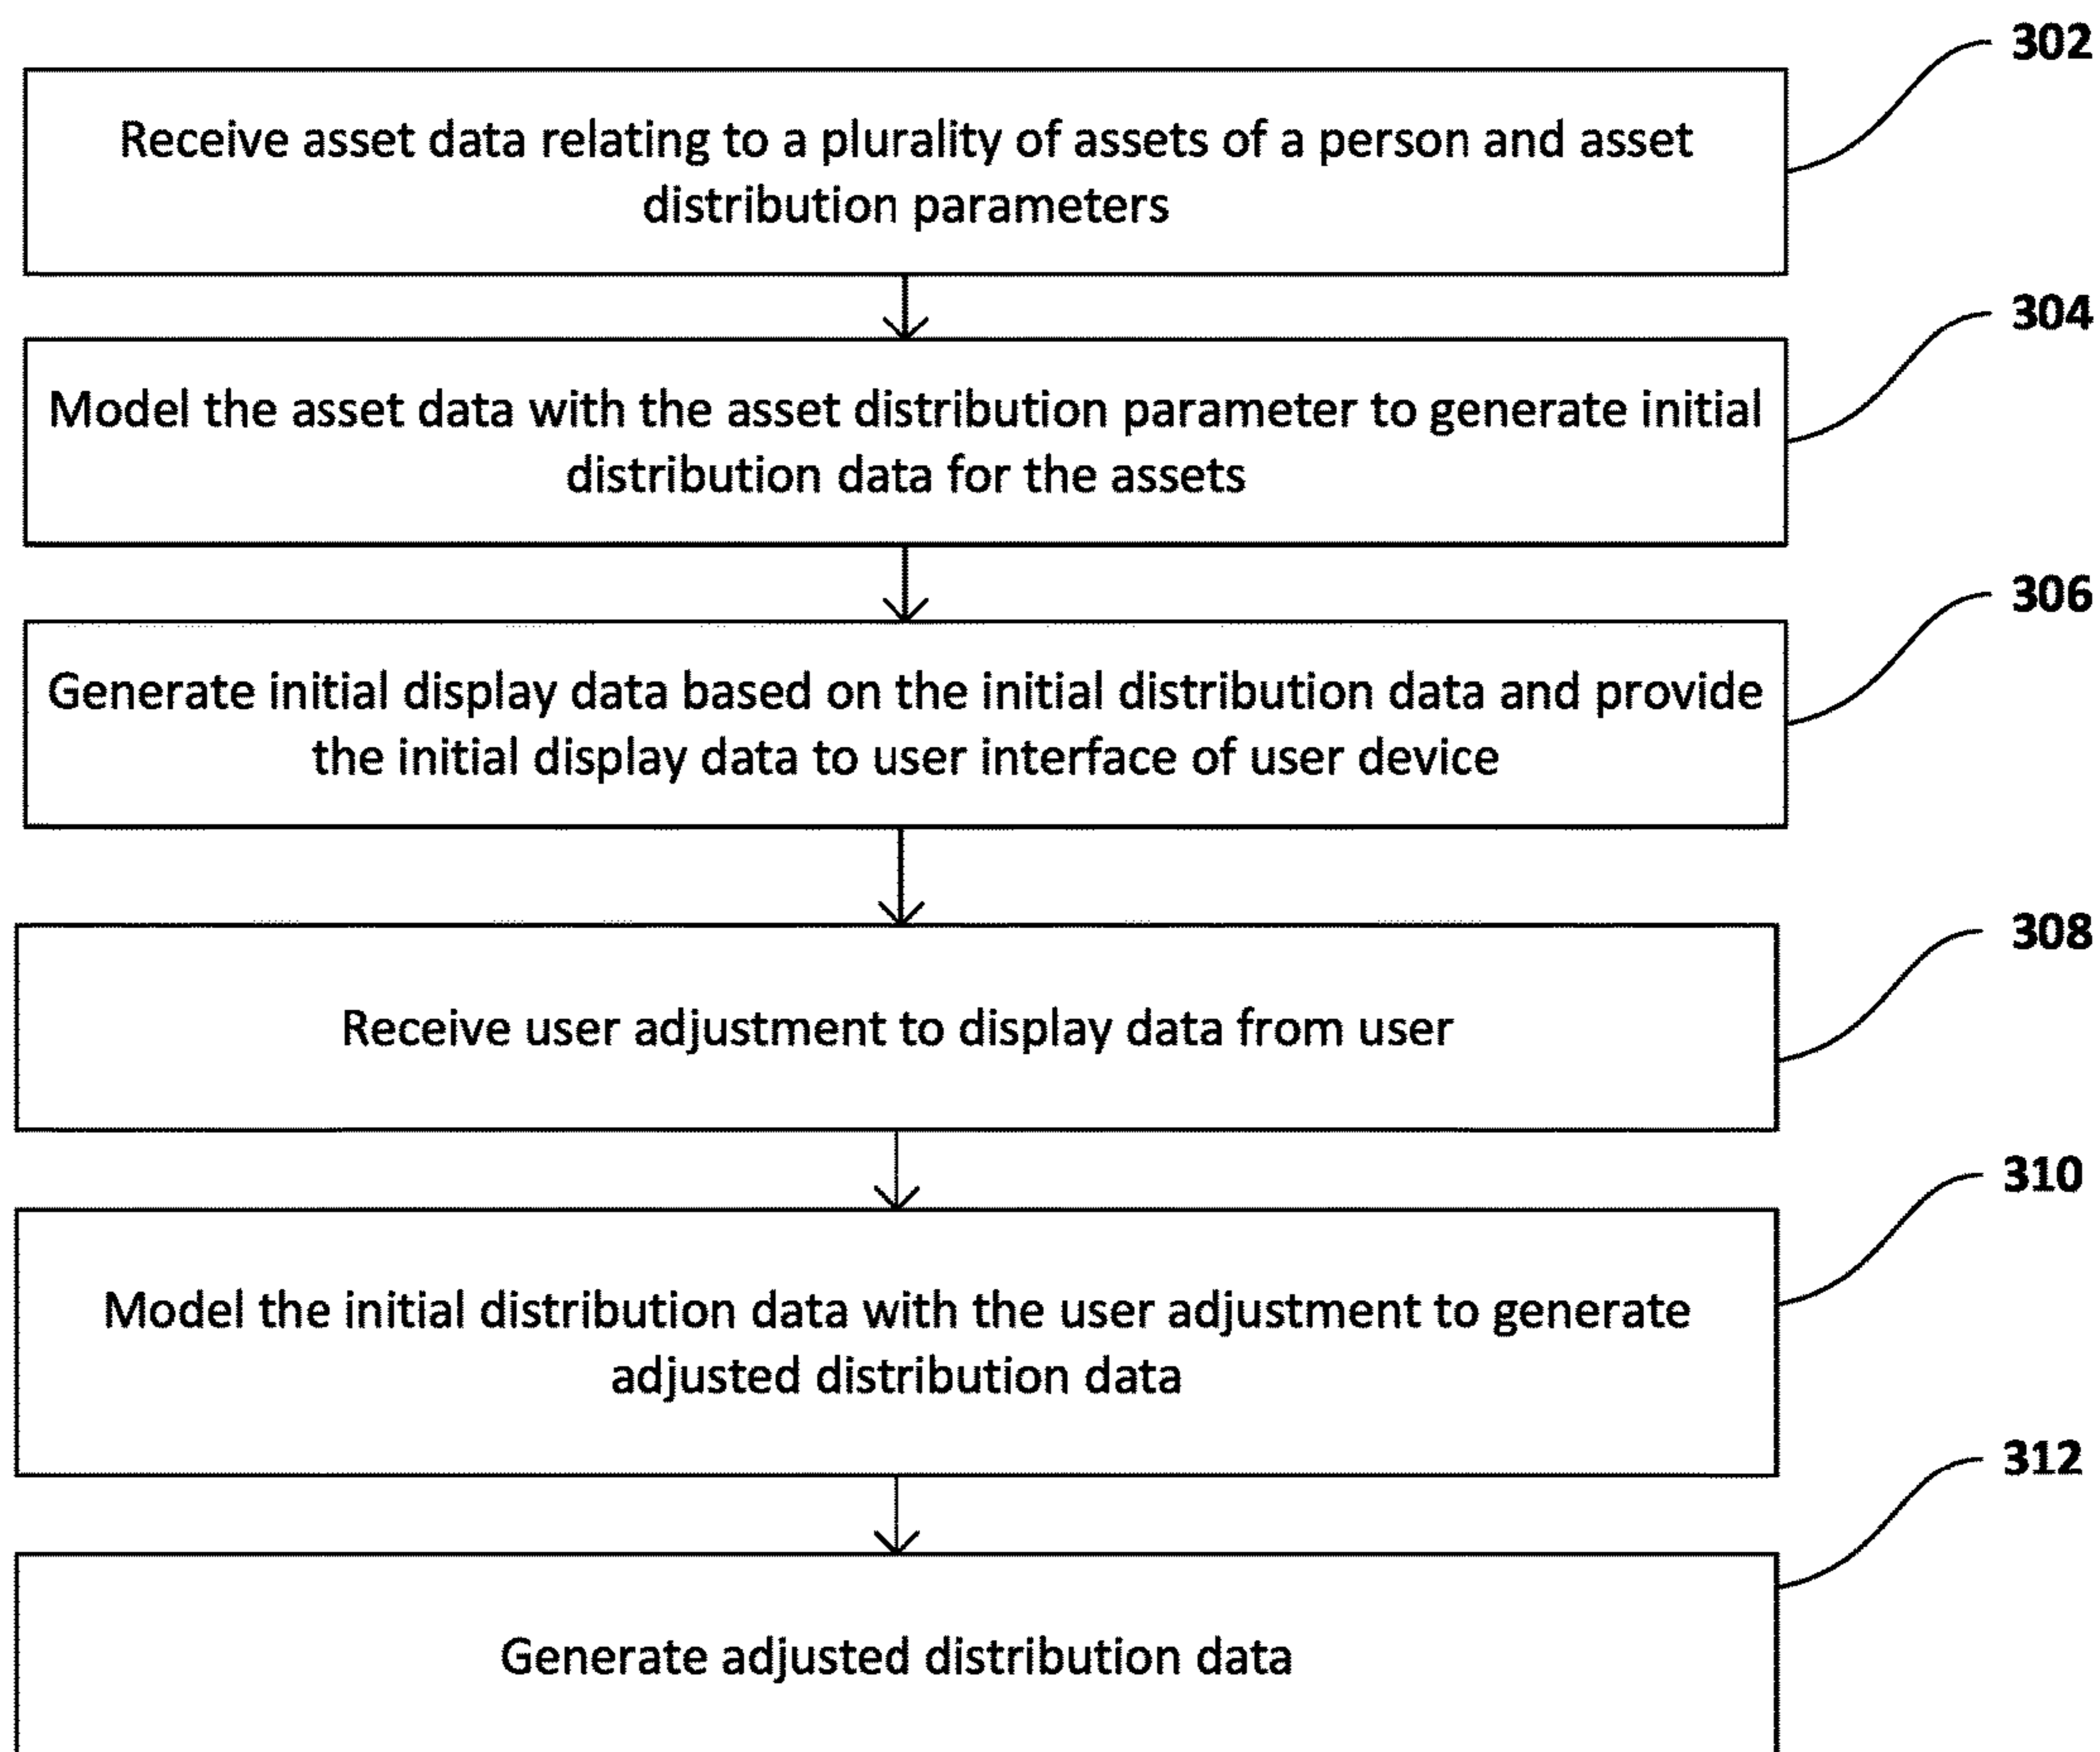 302
Receive asset data relating to a plurality of assets of a person and asset
distribution parameters
304
Model the asset data with the asset distribution parameter to generate initial
distribution data for the assets
306
Generate initial display data based on the initial distribution data and provide
the initial display data to user interface of user device
308
Receive user adjustment to display data from user
310
Model the initial distribution data with the user adjustment to generate
adjusted distribution data
312
Generate adjusted distribution data